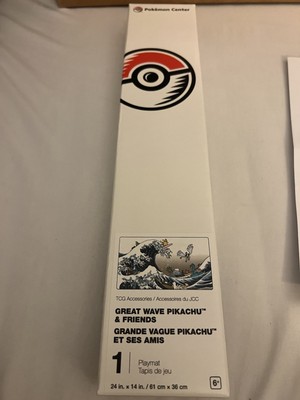 Pokémon Center
TCG Accessories / Accessoires du JCC
GREAT WAVE PIKACHU™
& FRIENDS
GRANDE VAGUE PIKACHU™
ET SES AMIS
1 Playmat
Tapis de jeu
24 in. x 14 in. / 61 cm x 36 cm
6+